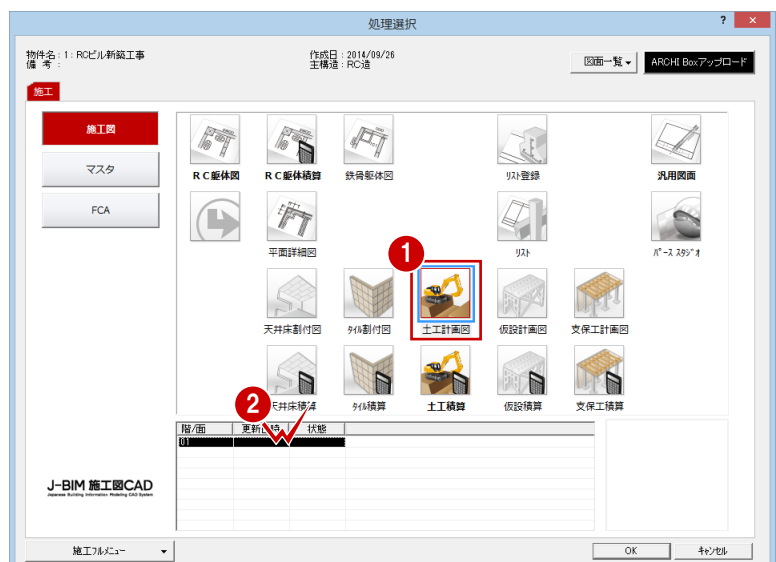 処理選択
? ×
物件名：1：RCビル新築工事
備 考 ：
作成日：2014/09/26
主構造：RC造
図面一覧
ARCHI Boxアップロード
施工
施工図
マスタ
FCA
ＲＣ躯体図
ＲＣ躯体積算
鉄骨躯体図
ﾘｽﾄ登録
汎用図面
平面詳細図
ﾘｽﾄ
ﾊﾟｰｽ ｽﾀｼﾞｵ
1
天井床割付図
ﾀｲﾙ割付図
土工計画図
仮設計画図
支保工計画図
2
天井床積算
ﾀｲﾙ積算
土工積算
仮設積算
支保工積算
階/面
更新日時
状態
01
J-BIM 施工図CAD
Japanese Building Information Modeling CAD System
施工ﾌﾙﾒﾆｭｰ
OK
ｷｬﾝｾﾙ